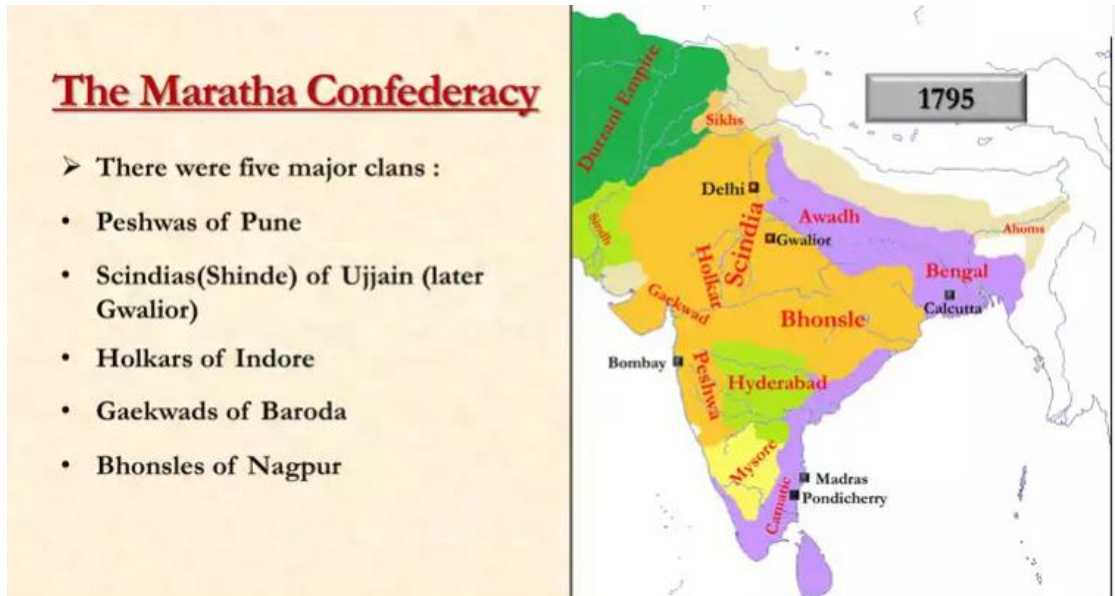 The Maratha Confederacy
➢ There were five major clans :
• Peshwas of Pune
• Scindias(Shinde) of Ujjain (later
Gwalior)
• Holkars of Indore
• Gaekwads of Baroda
• Bhonsles of Nagpur
1795
Durrani Empire
Sikhs
Delhi
Scindia
Awadh
Sindh
Gwalior
Ahoms
Holkar
Bengal
Gaekwad
Calcutta
Bhonsle
Bombay
Peshwa
Hyderabad
Mysore
Madras
Pondicherry
Carnatic